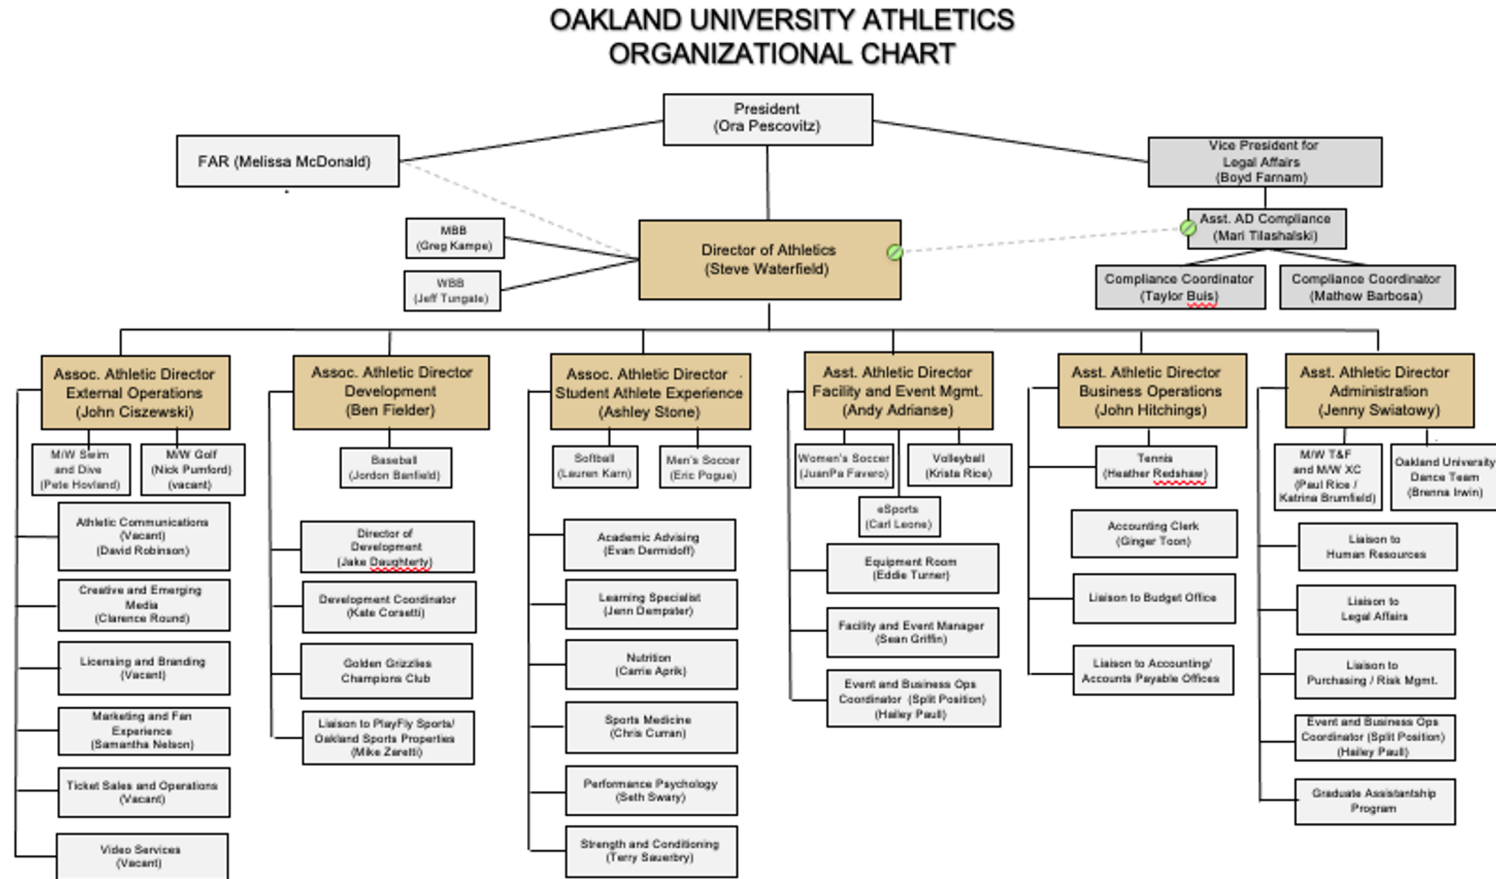 OAKLAND UNIVERSITY ATHLETICS
ORGANIZATIONAL CHART
President
(Ora Pescovitz)
FAR (Melissa McDonald)
Vice President for
Legal Affairs
(Boyd Farnam)
MBB
(Greg Kampe)
WBB
(Jeff Tungate)
Director of Athletics
(Steve Waterfield)
Asst. AD Compliance
(Mari Tilashalski)
Compliance Coordinator
(Taylor Buis)
Compliance Coordinator
(Mathew Barbosa)
Assoc. Athletic Director
External Operations
(John Ciszewski)
M/W Swim
and Dive
(Pete Hovland)
M/W Golf
(Nick Pumford)
(vacant)
Athletic Communications
(Vacant)
(David Robinson)
Creative and Emerging
Media
(Clarence Round)
Licensing and Branding
(Vacant)
Marketing and Fan
Experience
(Samantha Nelson)
Ticket Sales and Operations
(Vacant)
Video Services
(Vacant)
Assoc. Athletic Director
Development
(Ben Fielder)
Baseball
(Jordon Banfield)
Director of
Development
(Jake Daughterty)
Development Coordinator
(Kate Corsetti)
Golden Grizzlies
Champions Club
Liaison to PlayFly Sports/
Oakland Sports Properties
(Mike Zaretti)
Assoc. Athletic Director
Student Athlete Experience
(Ashley Stone)
Softball
(Lauren Karn)
Men's Soccer
(Eric Pogue)
Academic Advising
(Evan Dermidoff)
Learning Specialist
(Jenn Dempster)
Nutrition
(Carrie Aprik)
Sports Medicine
(Chris Curran)
Performance Psychology
(Seth Swary)
Strength and Conditioning
(Terry Sauerbry)
Asst. Athletic Director
Facility and Event Mgmt.
(Andy Adrianse)
Women's Soccer
(JuanPa Favero)
Volleyball
(Krista Rice)
eSports
(Carl Leone)
Equipment Room
(Eddie Turner)
Facility and Event Manager
(Sean Griffin)
Event and Business Ops
Coordinator (Split Position)
(Hailey Paull)
Asst. Athletic Director
Business Operations
(John Hitchings)
Tennis
(Heather Redshaw)
Accounting Clerk
(Ginger Toon)
Liaison to Budget Office
Liaison to Accounting/
Accounts Payable Offices
Asst. Athletic Director
Administration
(Jenny Swiatowy)
M/W T&F
and M/W XC
(Paul Rice /
Katrina Brumfield)
Oakland University
Dance Team
(Brenna Irwin)
Liaison to
Human Resources
Liaison to
Legal Affairs
Liaison to
Purchasing / Risk Mgmt.
Event and Business Ops
Coordinator (Split Position)
(Hailey Paull)
Graduate Assistantship
Program